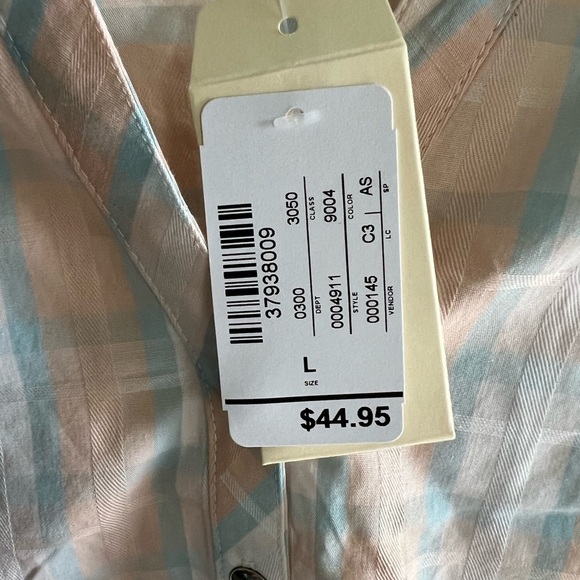 37938009
0300 3050
DEPT CLASS
0004911 9004
STYLE COLOR
000145 C3 AS
VENDOR LC SP
L
SIZE
$44.95